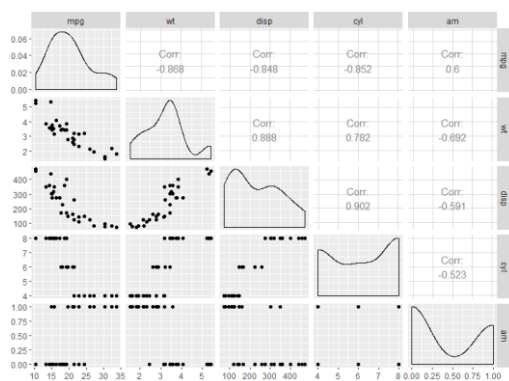 mpg wt disp cyl am
0.06
0.04
0.02
0.00
Corr:
-0.868
Corr:
-0.848
Corr:
-0.852
Corr:
0.6
mpg
5
4
3
2
Corr:
0.888
Corr:
0.782
Corr:
-0.692
wt
400
300
200
100
Corr:
0.902
Corr:
-0.591
disp
8
7
6
5
4
Corr:
-0.523
cyl
1.00
0.75
0.50
0.25
0.00
am
10 15 20 25 30 35 2 3 4 5 100 200 300 400 4 5 6 7 8 0.00 0.25 0.50 0.75 1.00